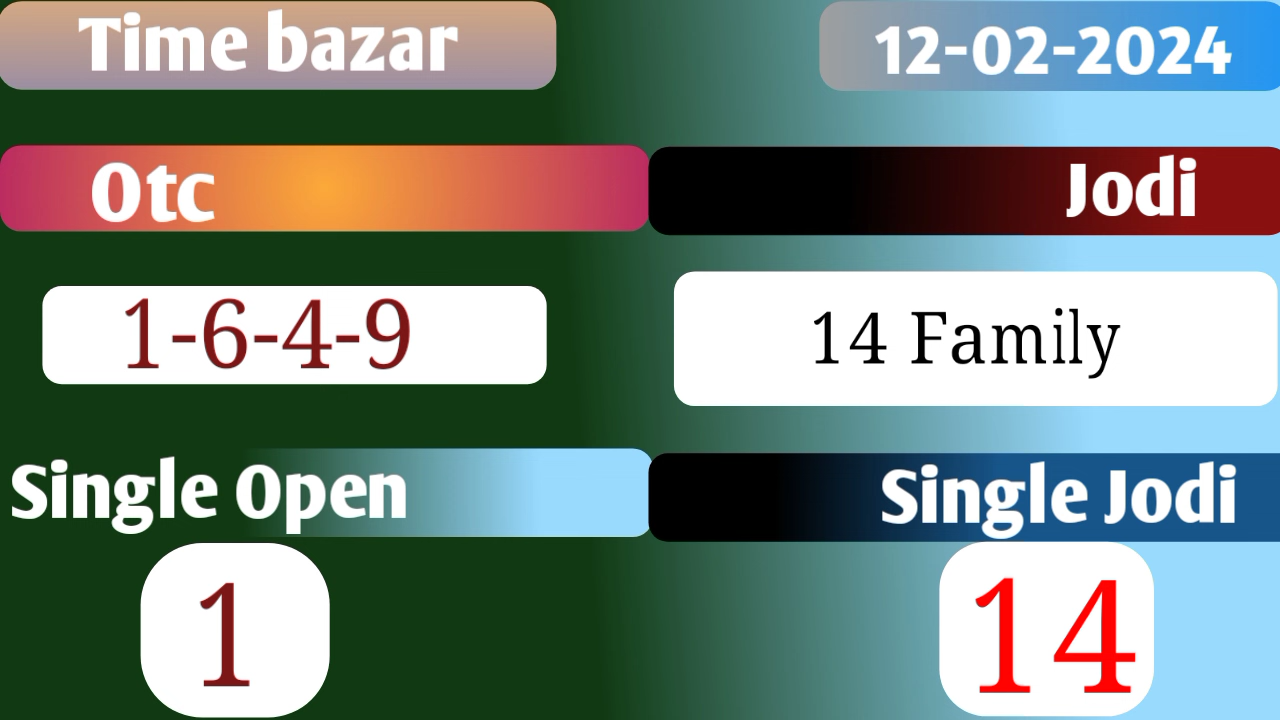 Time bazar
12-02-2024
Otc
Jodi
1-6-4-9
14 Family
Single Open
Single Jodi
1
14